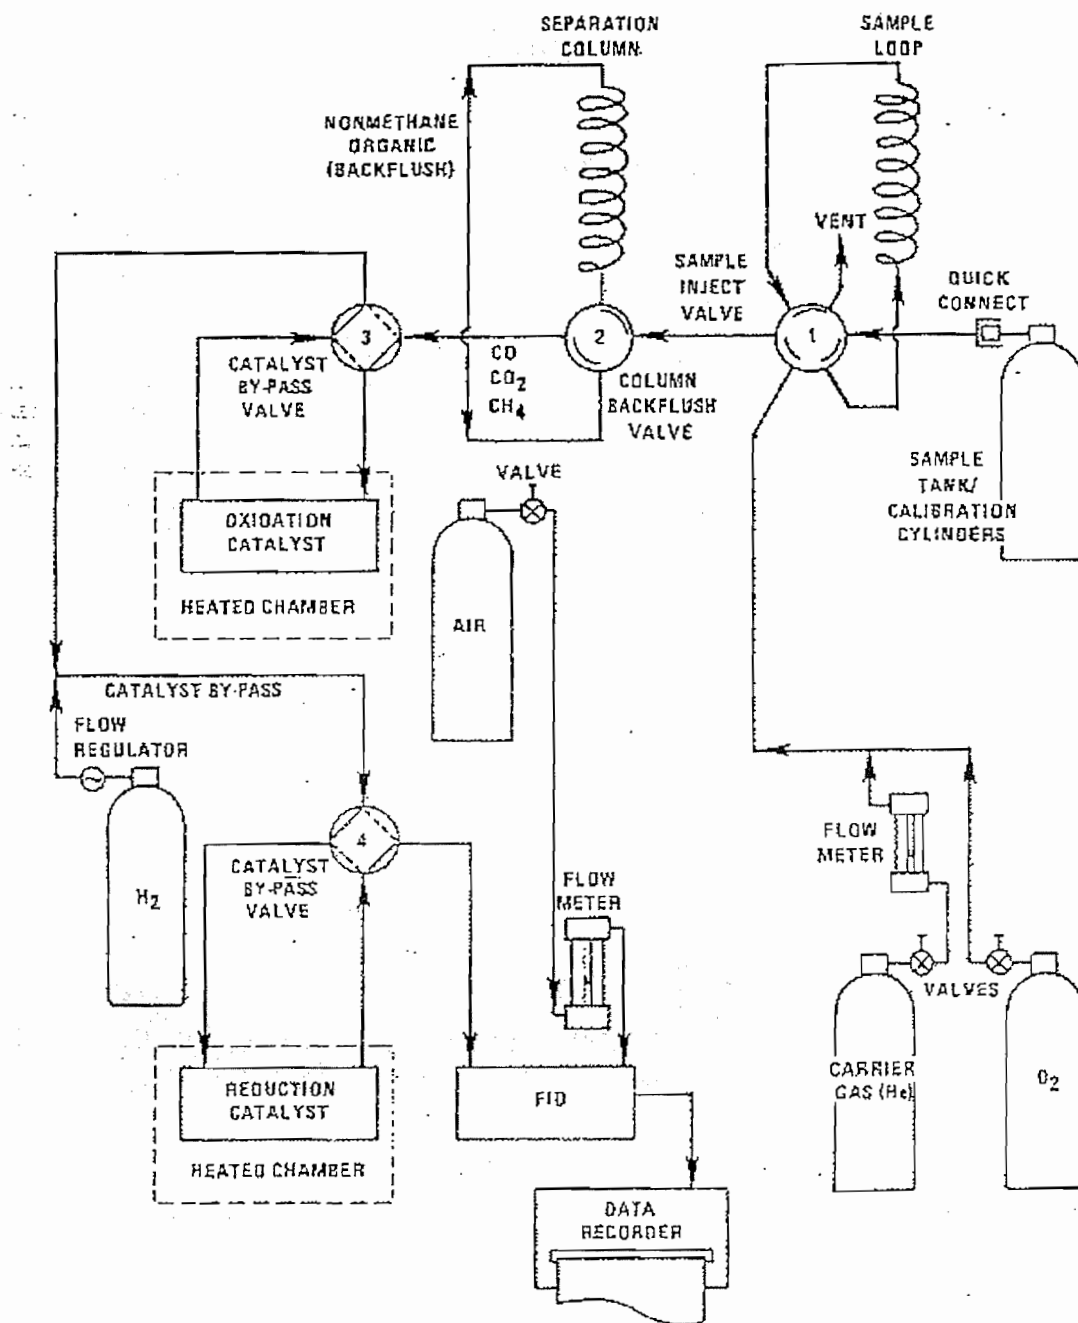 SEPARATION
COLUMN
SAMPLE
LOOP
NONMETHANE
ORGANIC
(BACKFLUSH)
VENT
SAMPLE
INJECT
VALVE
QUICK
CONNECT
3
2
1
CATALYST
BY-PASS
VALVE
CO
CO2
CH4
COLUMN
BACKFLUSH
VALVE
SAMPLE
TANK/
CALIBRATION
CYLINDERS
VALVE
OXIDATION
CATALYST
HEATED CHAMBER
AIR
CATALYST BY-PASS
FLOW
REGULATOR
H2
4
CATALYST
BY-PASS
VALVE
FLOW
METER
FLOW
METER
VALVES
REDUCTION
CATALYST
HEATED CHAMBER
FID
CARRIER
GAS (He)
O2
DATA
RECORDER